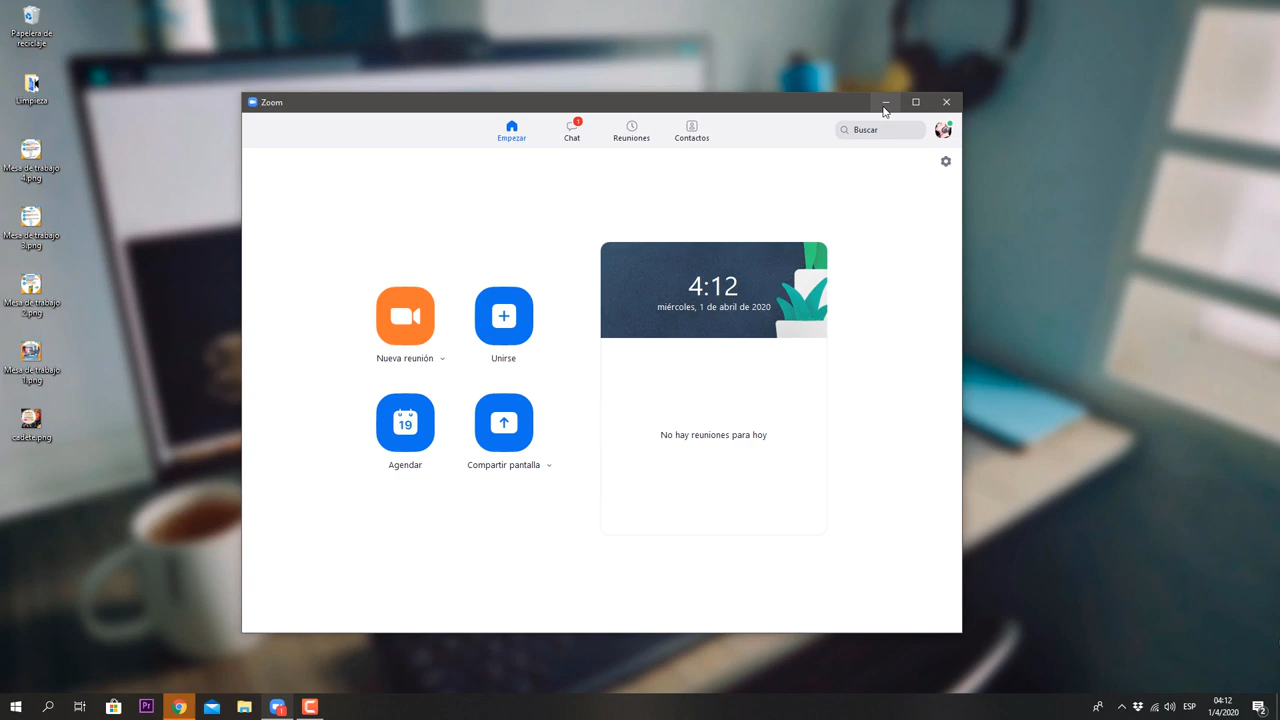 Papelera de
reciclaje
Limpieza
Mesa de trabajo
4.png
Mesa de trabajo
3.png
Mesa de trabajo
2.png
Mesa de trabajo
1.png
cadete.png
Zoom
Empezar
Chat
1
Reuniones
Contactos
Buscar
Nueva reunión
Unirse
19
Agendar
Compartir pantalla
4:12
miércoles, 1 de abril de 2020
No hay reuniones para hoy
Pr
1
ESP
04:12
1/4/2020
2